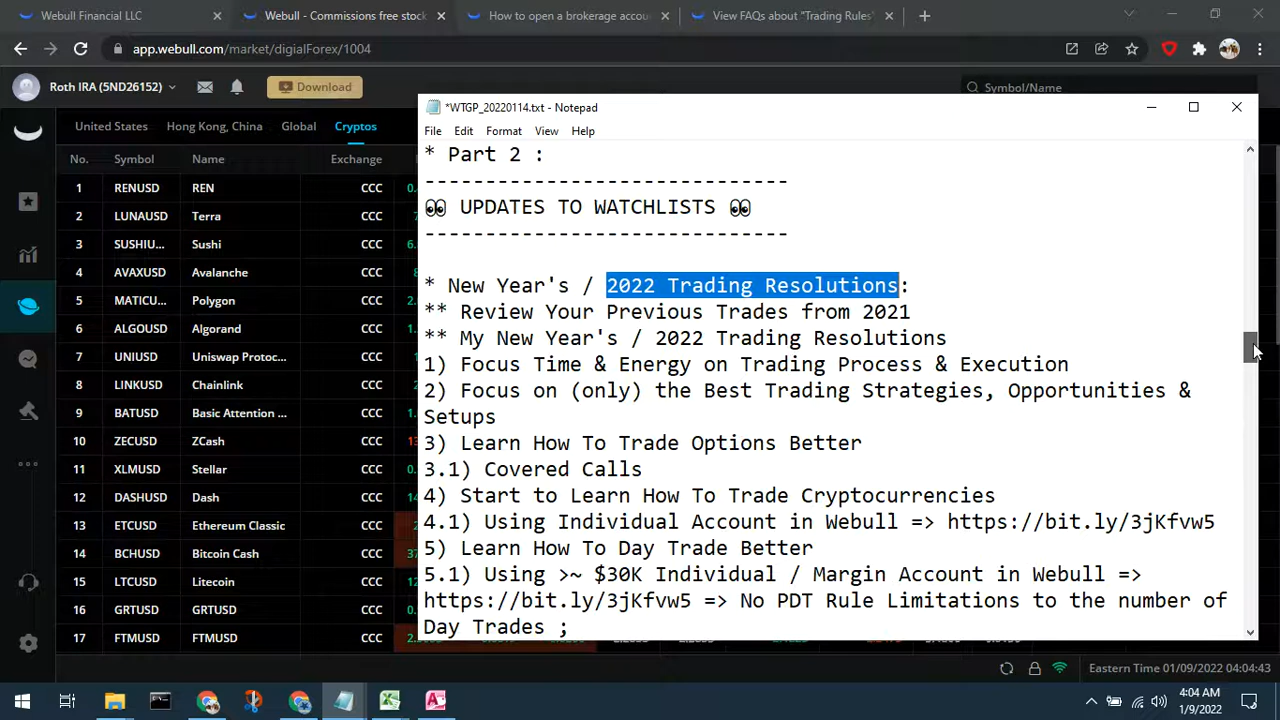 Webull Financial LLC
Webull - Commissions free stock
How to open a brokerage accou
View FAQs about "Trading Rules"
app.webull.com/market/digialForex/1004
Roth IRA (5ND26152)
Download
Symbol/Name
United States
Hong Kong, China
Global
Cryptos
No.
Symbol
Name
Exchange
1 RENUSD REN CCC 0.
2 LUNAUSD Terra CCC
3 SUSHIU... Sushi CCC 6.
4 AVAXUSD Avalanche CCC
5 MATICU... Polygon CCC
6 ALGOUSD Algorand CCC
7 UNIUSD Uniswap Protoc... CCC
8 LINKUSD Chainlink CCC
9 BATUSD Basic Attention ... CCC
10 ZECUSD ZCash CCC
11 XLMUSD Stellar CCC 0.
12 DASHUSD Dash CCC
13 ETCUSD Ethereum Classic CCC
14 BCHUSD Bitcoin Cash CCC
15 LTCUSD Litecoin CCC
16 GRTUSD GRTUSD CCC 0.
17 FTMUSD FTMUSD CCC
*WTGP_20220114.txt - Notepad
File Edit Format View Help
* Part 2 :
------------------------------
👀 UPDATES TO WATCHLISTS 👀
------------------------------
* New Year's / 2022 Trading Resolutions:
** Review Your Previous Trades from 2021
** My New Year's / 2022 Trading Resolutions
1) Focus Time & Energy on Trading Process & Execution
2) Focus on (only) the Best Trading Strategies, Opportunities &
Setups
3) Learn How To Trade Options Better
3.1) Covered Calls
4) Start to Learn How To Trade Cryptocurrencies
4.1) Using Individual Account in Webull => https://bit.ly/3jKfvw5
5) Learn How To Day Trade Better
5.1) Using >~ $30K Individual / Margin Account in Webull =>
https://bit.ly/3jKfvw5 => No PDT Rule Limitations to the number of
Day Trades ;
Eastern Time 01/09/2022 04:04:43
4:04 AM
1/9/2022